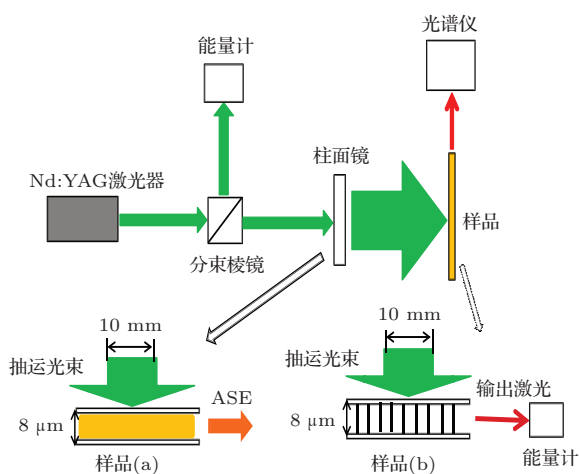 光谱仪
能量计
柱面镜
Nd:YAG激光器
样品
分束棱镜
10 mm
10 mm
抽运光束
抽运光束
ASE
输出激光
8 μm
8 μm
样品(a)
样品(b)
能量计